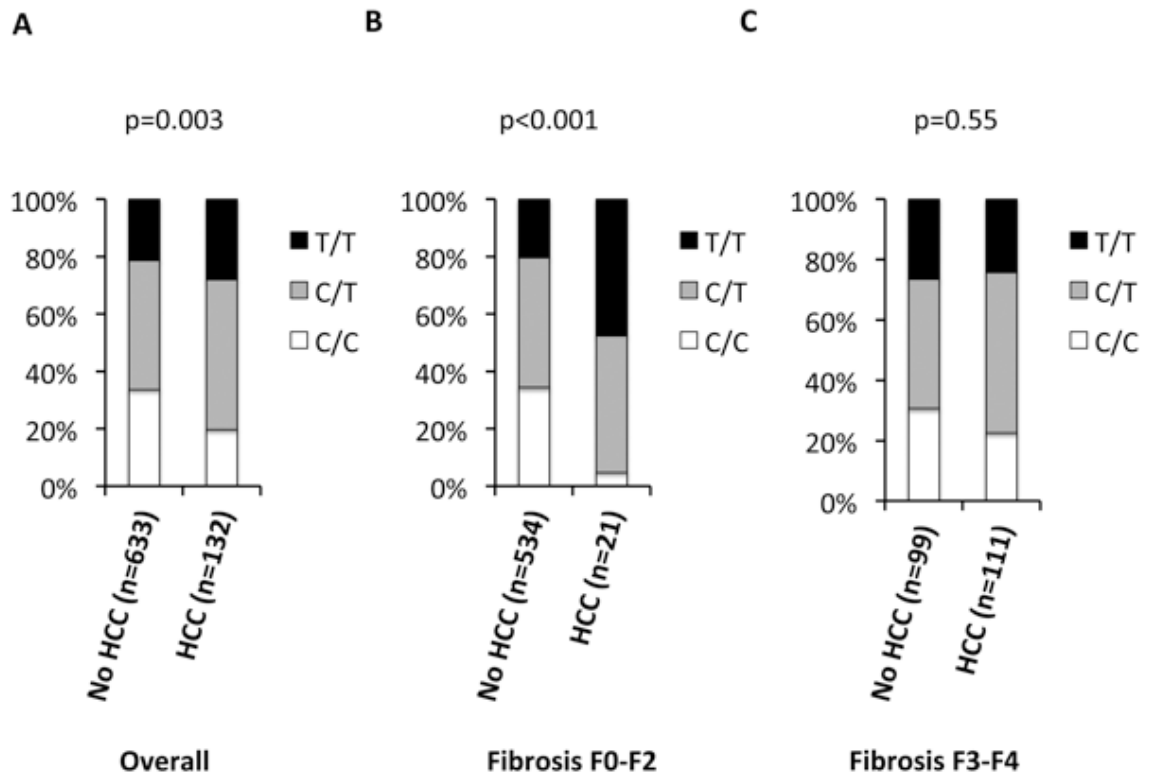 A
p=0.003
100%
80%
60%
40%
20%
0%
T/T
C/T
C/C
No HCC (n=633)
HCC (n=132)
Overall
B
p<0.001
100%
80%
60%
40%
20%
0%
T/T
C/T
C/C
No HCC (n=534)
HCC (n=21)
Fibrosis F0-F2
C
p=0.55
100%
80%
60%
40%
20%
0%
T/T
C/T
C/C
No HCC (n=99)
HCC (n=111)
Fibrosis F3-F4